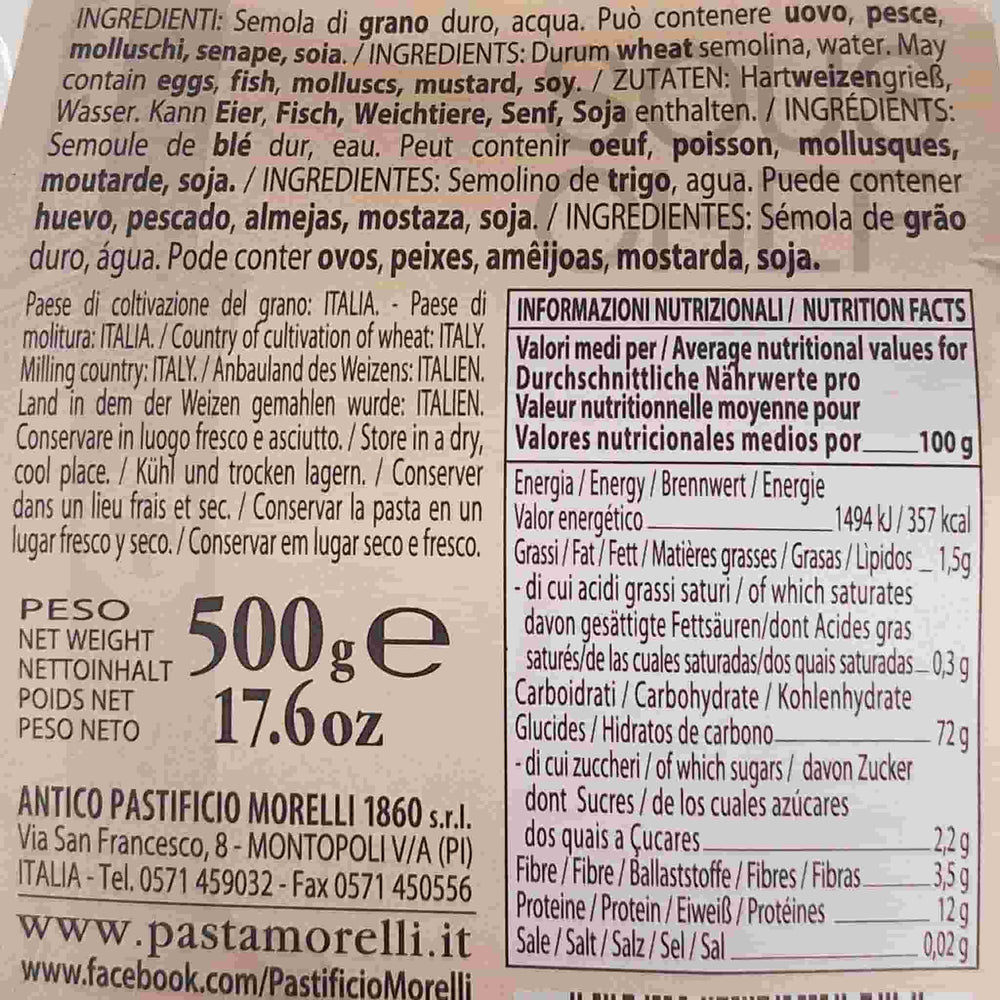 INGREDIENTI: Semola di grano duro, acqua. Può contenere uovo, pesce,
molluschi, senape, soia. / INGREDIENTS: Durum wheat semolina, water. May
contain eggs, fish, molluscs, mustard, soy. / ZUTATEN: Hartweizengrieß,
Wasser. Kann Eier, Fisch, Weichtiere, Senf, Soja enthalten. / INGRÉDIENTS:
Semoule de blé dur, eau. Peut contenir oeuf, poisson, mollusques,
moutarde, soja. / INGREDIENTES: Semolino de trigo, agua. Puede contener
huevo, pescado, almejas, mostaza, soja. / INGREDIENTES: Sémola de grão
duro, água. Pode conter ovos, peixes, amêijoas, mostarda, soja.
Paese di coltivazione del grano: ITALIA. - Paese di
molitura: ITALIA. / Country of cultivation of wheat: ITALY.
Milling country: ITALY. / Anbauland des Weizens: ITALIEN.
Land in dem der Weizen gemahlen wurde: ITALIEN.
Conservare in luogo fresco e asciutto. / Store in a dry,
cool place. / Kühl und trocken lagern. / Conserver
dans un lieu frais et sec. / Conservar la pasta en un
lugar fresco y seco. / Conservar em lugar seco e fresco.
PESO
NET WEIGHT
NETTOINHALT
POIDS NET
PESO NETO
500g e
17.6 oz
ANTICO PASTIFICIO MORELLI 1860 s.r.l.
Via San Francesco, 8 - MONTOPOLI V/A (PI)
ITALIA - Tel. 0571 459032 - Fax 0571 450556
www.pastamorelli.it
www.facebook.com/PastificioMorelli
INFORMAZIONI NUTRIZIONALI / NUTRITION FACTS
Valori medi per / Average nutritional values for
Durchschnittliche Nährwerte pro
Valeur nutritionnelle moyenne pour
Valores nutricionales medios por 100 g
Energia / Energy / Brennwert / Energie
Valor energético 1494 kJ / 357 kcal
Grassi / Fat / Fett / Matières grasses / Grasas / Lìpidos 1,5g
- di cui acidi grassi saturi / of which saturates
davon gesättigte Fettsäuren/dont Acides gras
saturés/de las cuales saturadas/dos quais saturadas 0,3 g
Carboidrati / Carbohydrate / Kohlenhydrate
Glucides / Hidratos de carbono 72 g
- di cui zuccheri / of which sugars / davon Zucker
dont Sucres / de los cuales azúcares
dos quais a Çucares 2,2 g
Fibre / Fibre / Ballaststoffe / Fibres / Fibras 3,5 g
Proteine / Protein / Eiweiß / Protéines 12 g
Sale / Salt / Salz / Sel / Sal 0,02 g